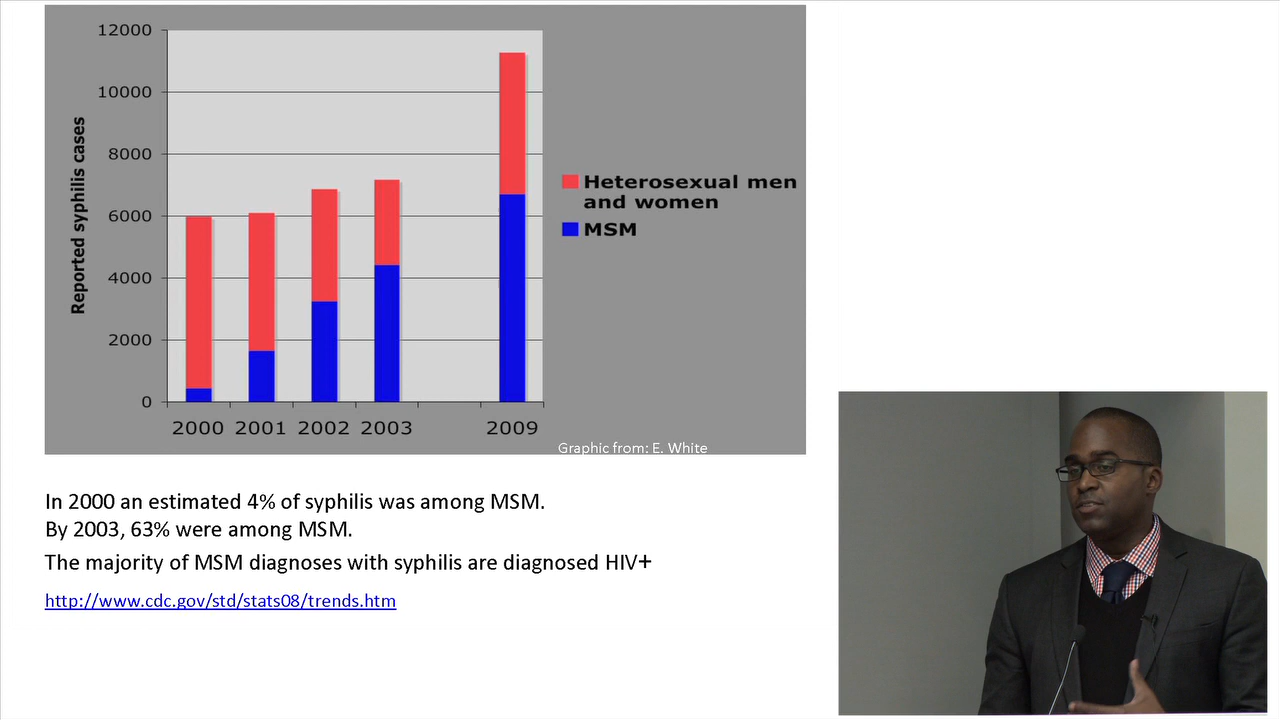 12000
10000
8000
6000
4000
2000
0
Reported syphilis cases
2000 2001 2002 2003 2009
Heterosexual men
and women
MSM
Graphic from: E. White
In 2000 an estimated 4% of syphilis was among MSM.
By 2003, 63% were among MSM.
The majority of MSM diagnoses with syphilis are diagnosed HIV+
http://www.cdc.gov/std/stats08/trends.htm